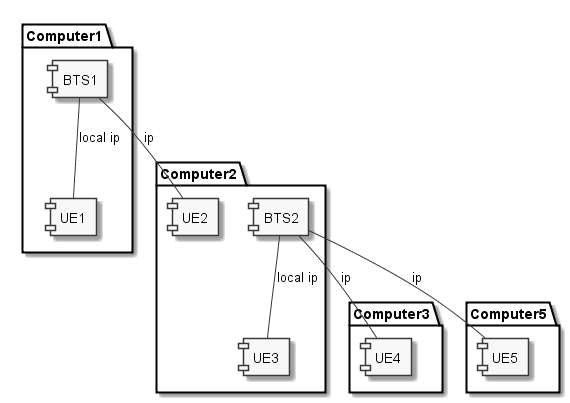 Computer1
BTS1
local ip
ip
Computer2
UE1
UE2
BTS2
local ip
ip
ip
Computer3
Computer5
UE3
UE4
UE5